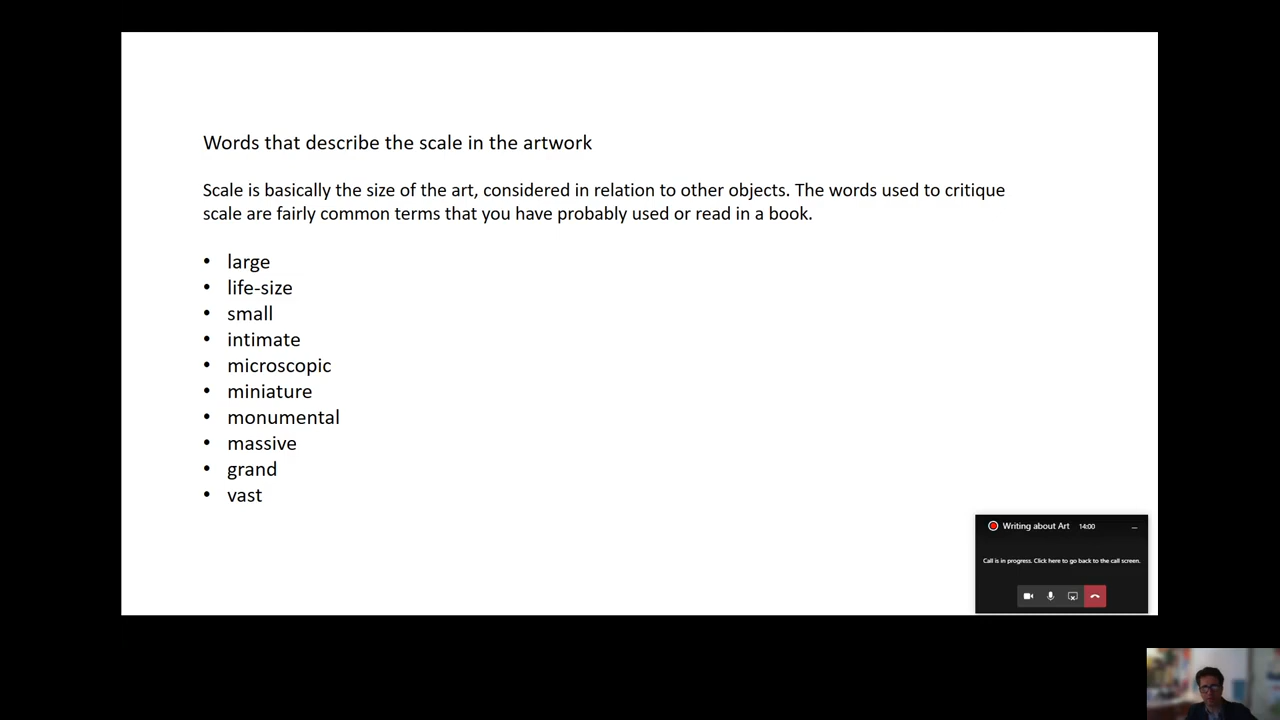 Words that describe the scale in the artwork
Scale is basically the size of the art, considered in relation to other objects. The words used to critique
scale are fairly common terms that you have probably used or read in a book.
• large
• life-size
• small
• intimate
• microscopic
• miniature
• monumental
• massive
• grand
• vast
Writing about Art 14:00
Call is in progress. Click here to go back to the call screen.